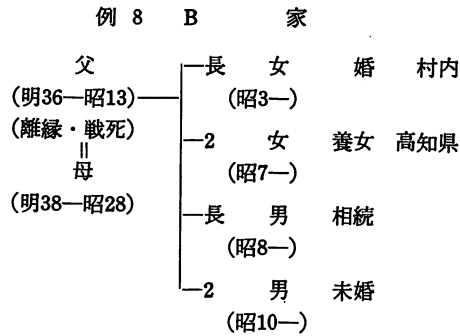 例 8 B 家
父
(明36—昭13)
(離縁・戦死)
母
(明38—昭28)
長 女 婚 村内
(昭3—)
2 女 養女 高知県
(昭7—)
長 男 相続
(昭8—)
2 男 未婚
(昭10—)